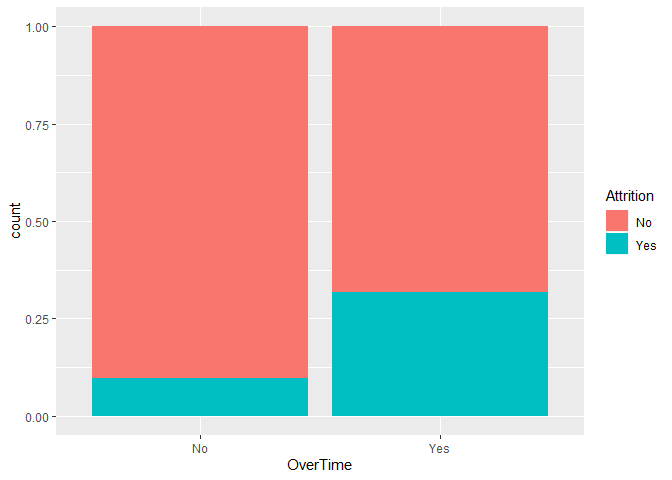 1.00
0.75
0.50
0.25
0.00
count
No
Yes
OverTime
Attrition
No
Yes